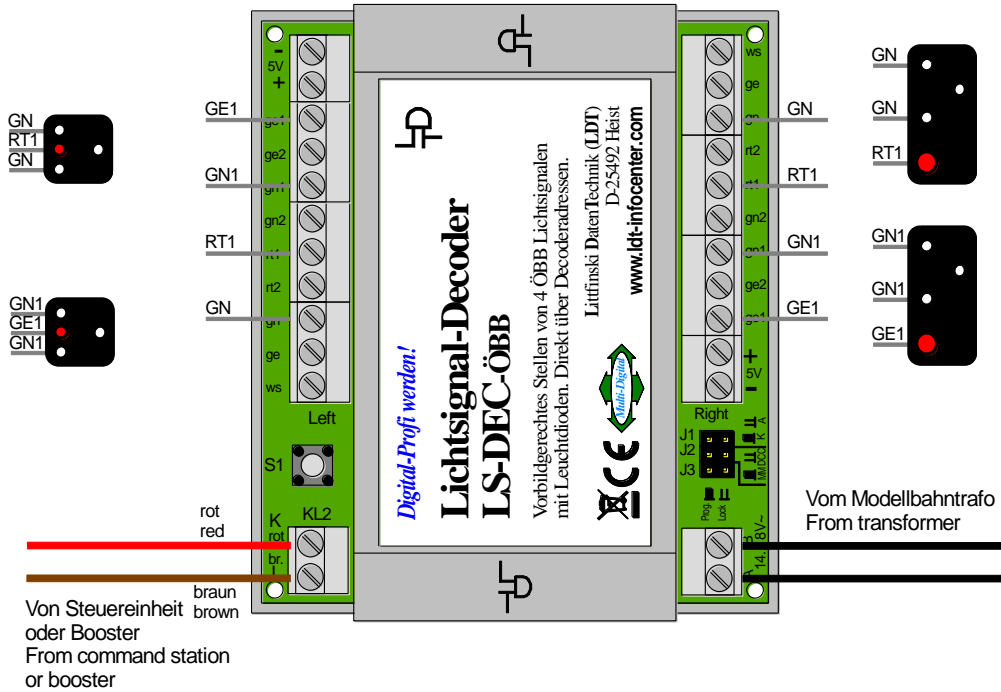 GN
RT1
GN
GN1
GE1
GN1
GE1
GN1
RT1
GN
-
5V
+
ge1
ge2
gn1
gn2
rt1
rt2
gn
ge
ws
Left
S1
K
KL2
rot
br.
rot
red
braun
brown
Von Steuereinheit
oder Booster
From command station
or booster
Digital-Profi werden!
Lichtsignal-Decoder
LS-DEC-ÖBB
Vorbildgerechtes Stellen von 4 ÖBB Lichtsignalen
mit Leuchtdioden. Direkt über Decoderadressen.
Littfinski DatenTechnik (LDT)
D-25492 Heist
www.ldt-infocenter.com
Multi-Digital
CE
ws
ge
gn
rt2
rt1
gn2
gn1
ge2
ge1
+
5V
-
Right
J1
J2
J3
A
K
DCC
MM
Prog.
Lock
B
14..18V~
A
GN
RT1
GN1
GE1
Vom Modellbahntrafo
From transformer
GN
GN
RT1
GN1
GN1
GE1